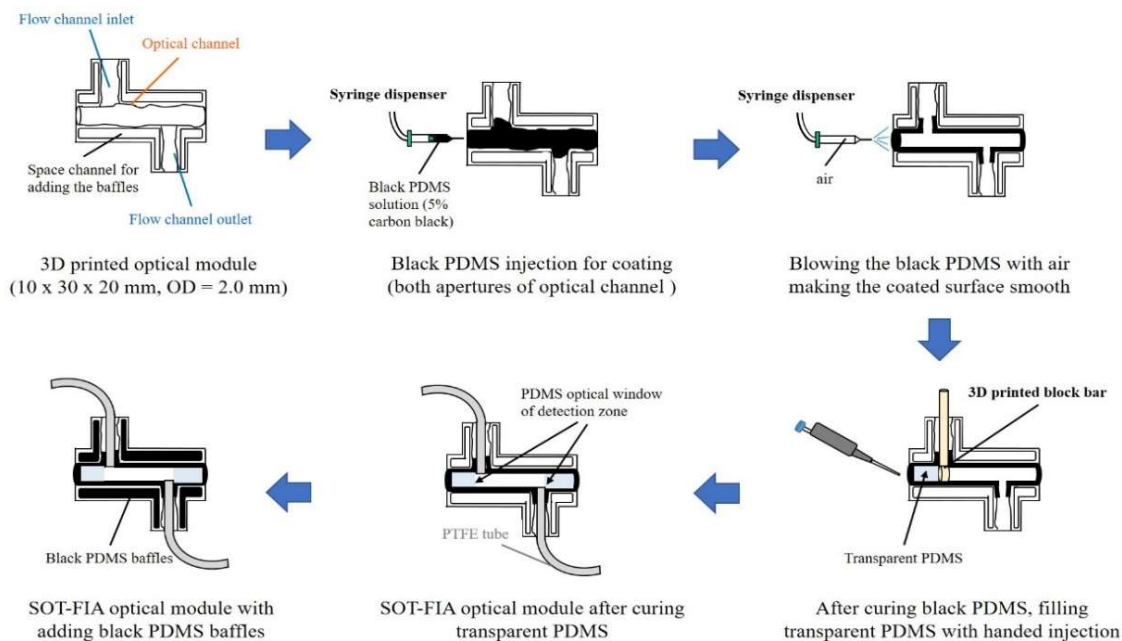 Flow channel inlet
Optical channel
Space channel for
adding the baffles
Flow channel outlet
3D printed optical module
(10 x 30 x 20 mm, OD = 2.0 mm)
Syringe dispenser
Black PDMS
solution (5%
carbon black)
Black PDMS injection for coating
(both apertures of optical channel )
Syringe dispenser
air
Blowing the black PDMS with air
making the coated surface smooth
Black PDMS baffles
SOT-FIA optical module with
adding black PDMS baffles
PDMS optical window
of detection zone
PTFE tube
SOT-FIA optical module after curing
transparent PDMS
3D printed block bar
Transparent PDMS
After curing black PDMS, filling
transparent PDMS with handed injection